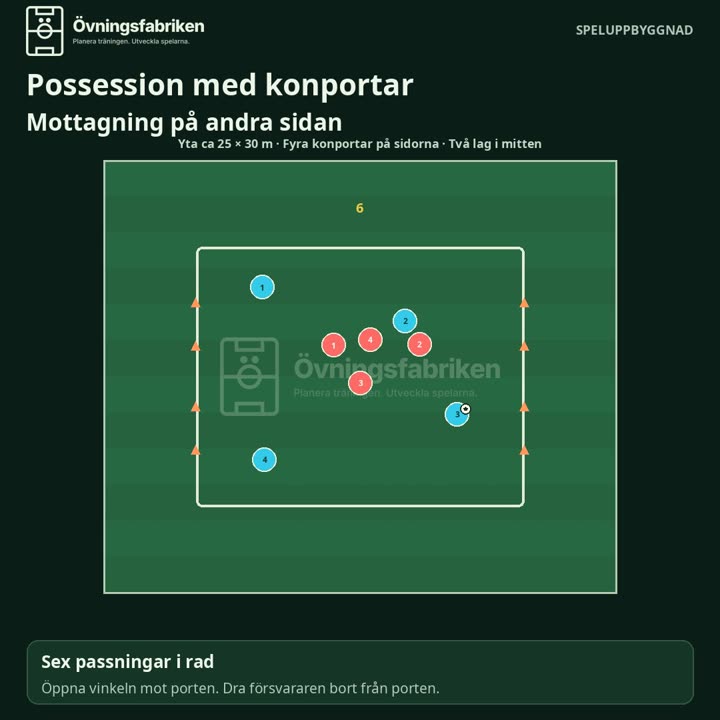 Övningsfabriken
Planera träningen. Utveckla spelarna.
SPELUPPBYGGNAD
Possession med konportar
Mottagning på andra sidan
Yta ca 25 × 30 m · Fyra konportar på sidorna · Två lag i mitten
6
1
2
4
1
2
Övningsfabriken
3
Planera träningen. Utveckla spelarna.
3
4
Sex passningar i rad
Öppna vinkeln mot porten. Dra försvararen bort från porten.